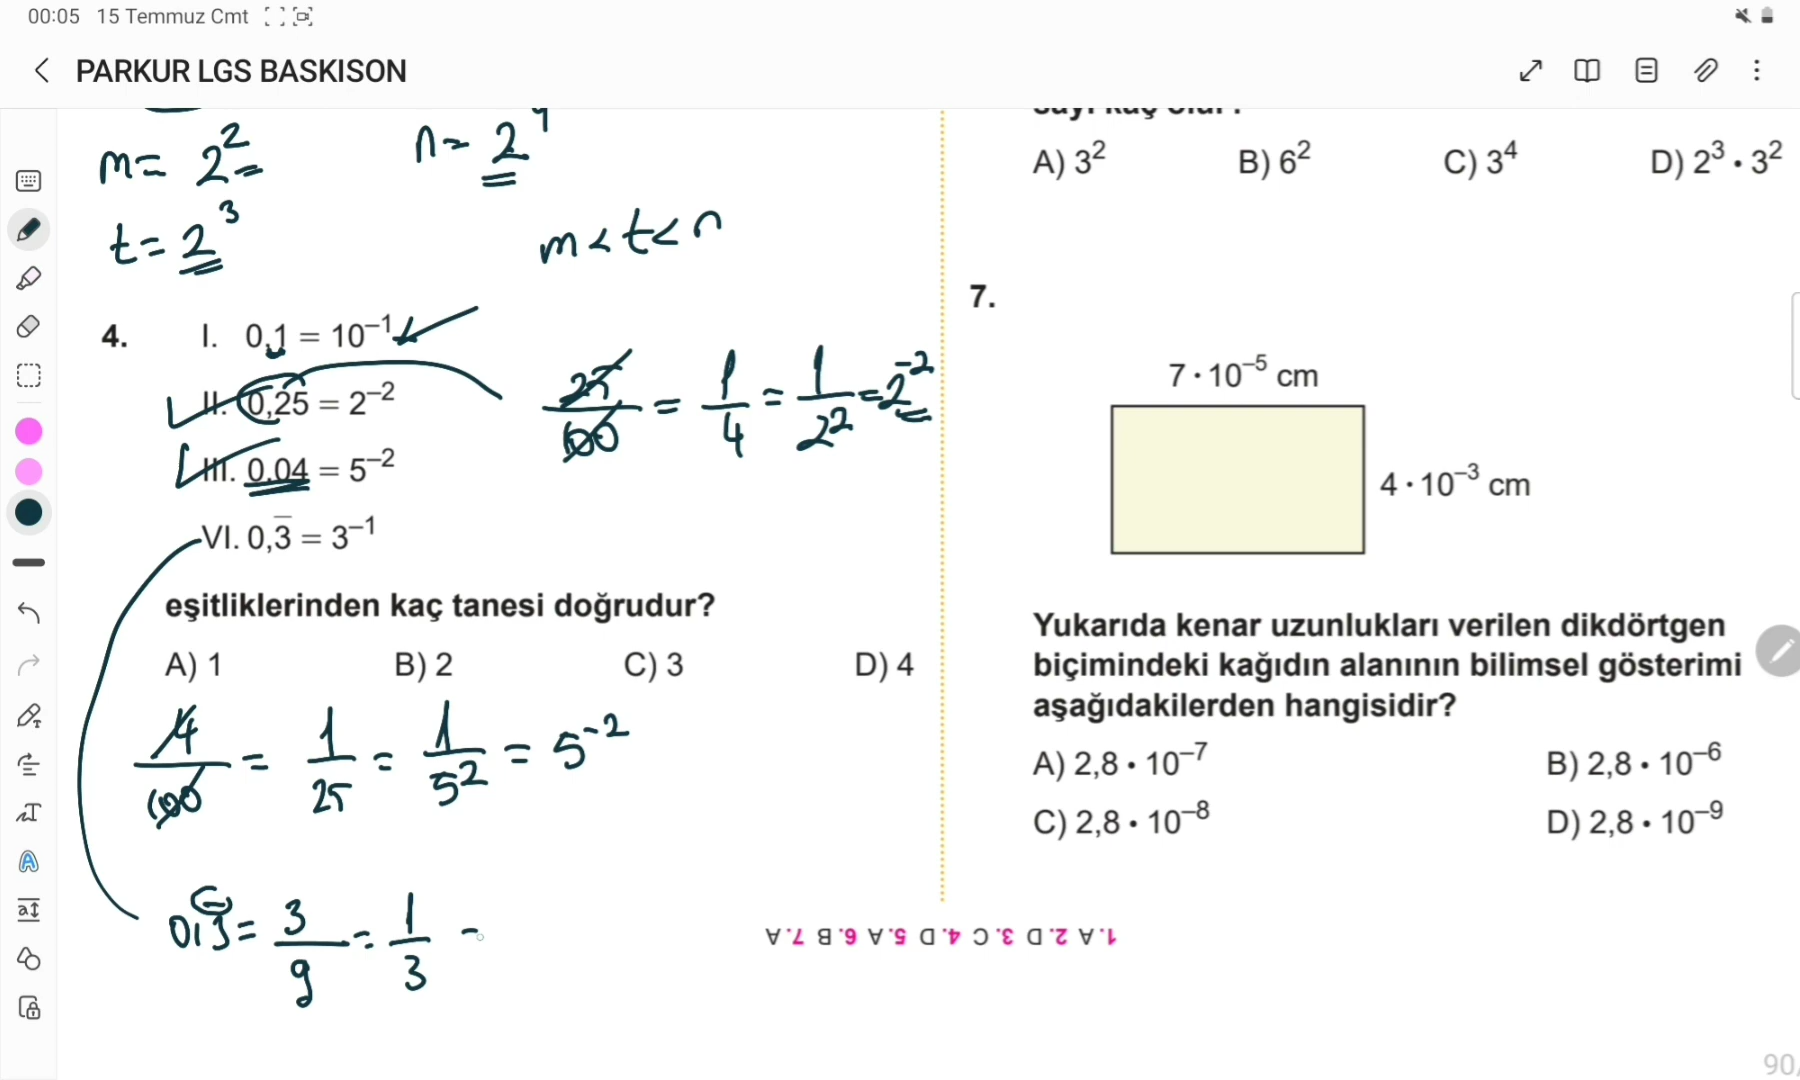 00:05 15 Temmuz Cmt
PARKUR LGS BASKISON
m = 2²
n = 2⁴
t = 2³
m < t < n
4. I. 0,1 = 10⁻¹
II. 0,25 = 2⁻²
25/100 = 1/4 = 1/2² = 2⁻²
III. 0,04 = 5⁻²
VI. 0,3̅ = 3⁻¹
eşitliklerinden kaç tanesi doğrudur?
A) 1 B) 2 C) 3 D) 4
4/100 = 1/25 = 1/5² = 5⁻²
0,3̅ = 3/9 = 1/3 -
sayı kaç olur?
A) 3² B) 6² C) 3⁴ D) 2³ · 3²
7.
7 · 10⁻⁵ cm
4 · 10⁻³ cm
Yukarıda kenar uzunlukları verilen dikdörtgen
biçimindeki kağıdın alanının bilimsel gösterimi
aşağıdakilerden hangisidir?
A) 2,8 · 10⁻⁷ B) 2,8 · 10⁻⁶
C) 2,8 · 10⁻⁸ D) 2,8 · 10⁻⁹
1. A 2. D 3. C 4. D 5. A 6. B 7. A
90/